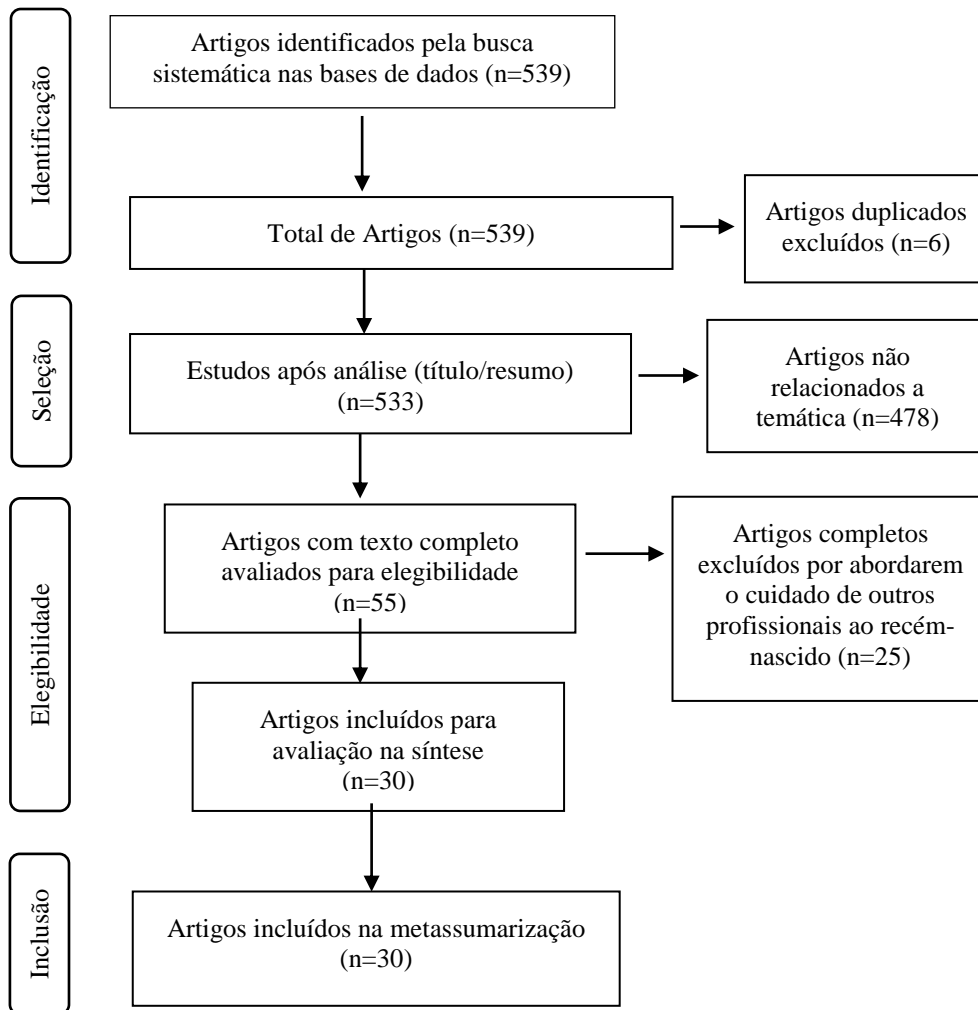 Identificação
Artigos identificados pela busca
sistemática nas bases de dados (n=539)
Total de Artigos (n=539)
Artigos duplicados
excluídos (n=6)
Seleção
Estudos após análise (título/resumo)
(n=533)
Artigos não
relacionados a
temática (n=478)
Elegibilidade
Artigos com texto completo
avaliados para elegibilidade
(n=55)
Artigos completos
excluídos por abordarem
o cuidado de outros
profissionais ao recém-
nascido (n=25)
Artigos incluídos para
avaliação na síntese
(n=30)
Inclusão
Artigos incluídos na metassumarização
(n=30)